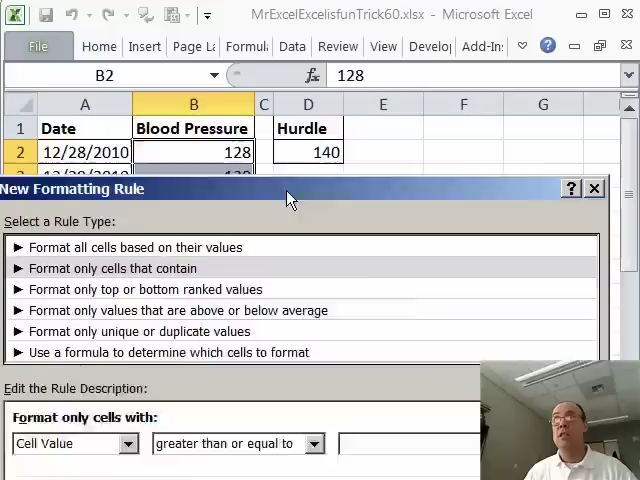 MrExcelExcelisfunTrick60.xlsx - Microsoft Excel
File Home Insert Page La Formula Data Review View Develo Add-Ins
B2 fx 128
A B C D E F G
1 Date Blood Pressure Hurdle
2 12/28/2010 128 140
New Formatting Rule
Select a Rule Type:
► Format all cells based on their values
► Format only cells that contain
► Format only top or bottom ranked values
► Format only values that are above or below average
► Format only unique or duplicate values
► Use a formula to determine which cells to format
Edit the Rule Description:
Format only cells with:
Cell Value greater than or equal to